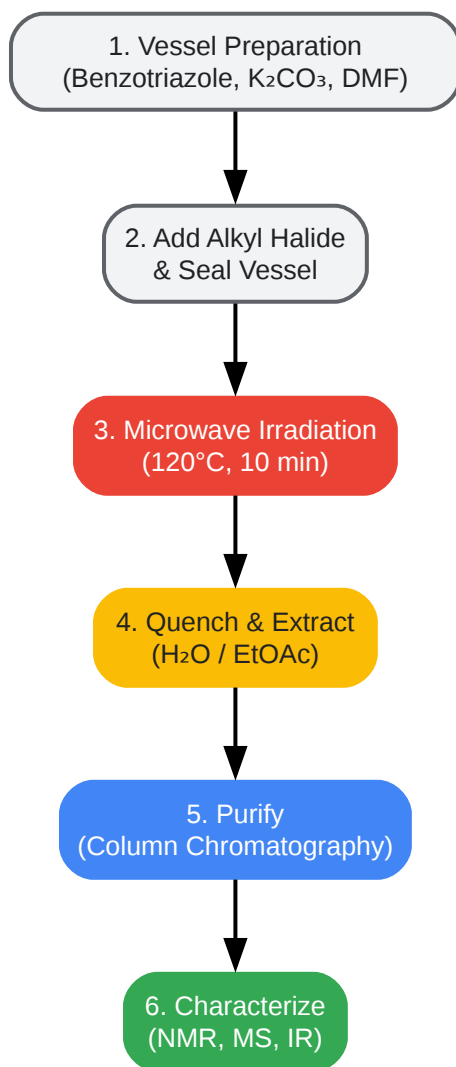 1. Vessel Preparation
(Benzotriazole, K₂CO₃, DMF)
2. Add Alkyl Halide
& Seal Vessel
3. Microwave Irradiation
(120°C, 10 min)
4. Quench & Extract
(H₂O / EtOAc)
5. Purify
(Column Chromatography)
6. Characterize
(NMR, MS, IR)